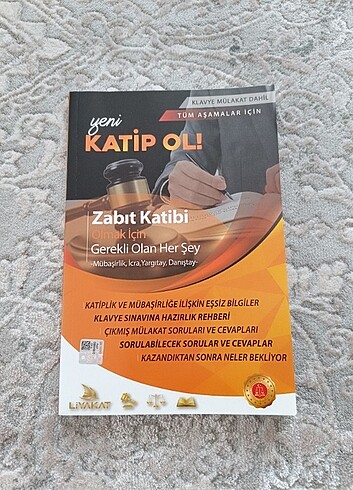 KLAVYE MÜLAKAT DAHİL
TÜM AŞAMALAR İÇİN
yeni
KATİP OL!
Zabıt Katibi
Olmak İçin
Gerekli Olan Her Şey
-Mübaşirlik, İcra,Yargıtay, Danıştay-
KATİPLİK VE MÜBAŞİRLİĞE İLİŞKİN EŞSİZ BİLGİLER
KLAVYE SINAVINA HAZIRLIK REHBERİ
ÇIKMIŞ MÜLAKAT SORULARI VE CEVAPLARI
SORULABİLECEK SORULAR VE CEVAPLAR
KAZANDIKTAN SONRA NELER BEKLİYOR
LİYAKAT